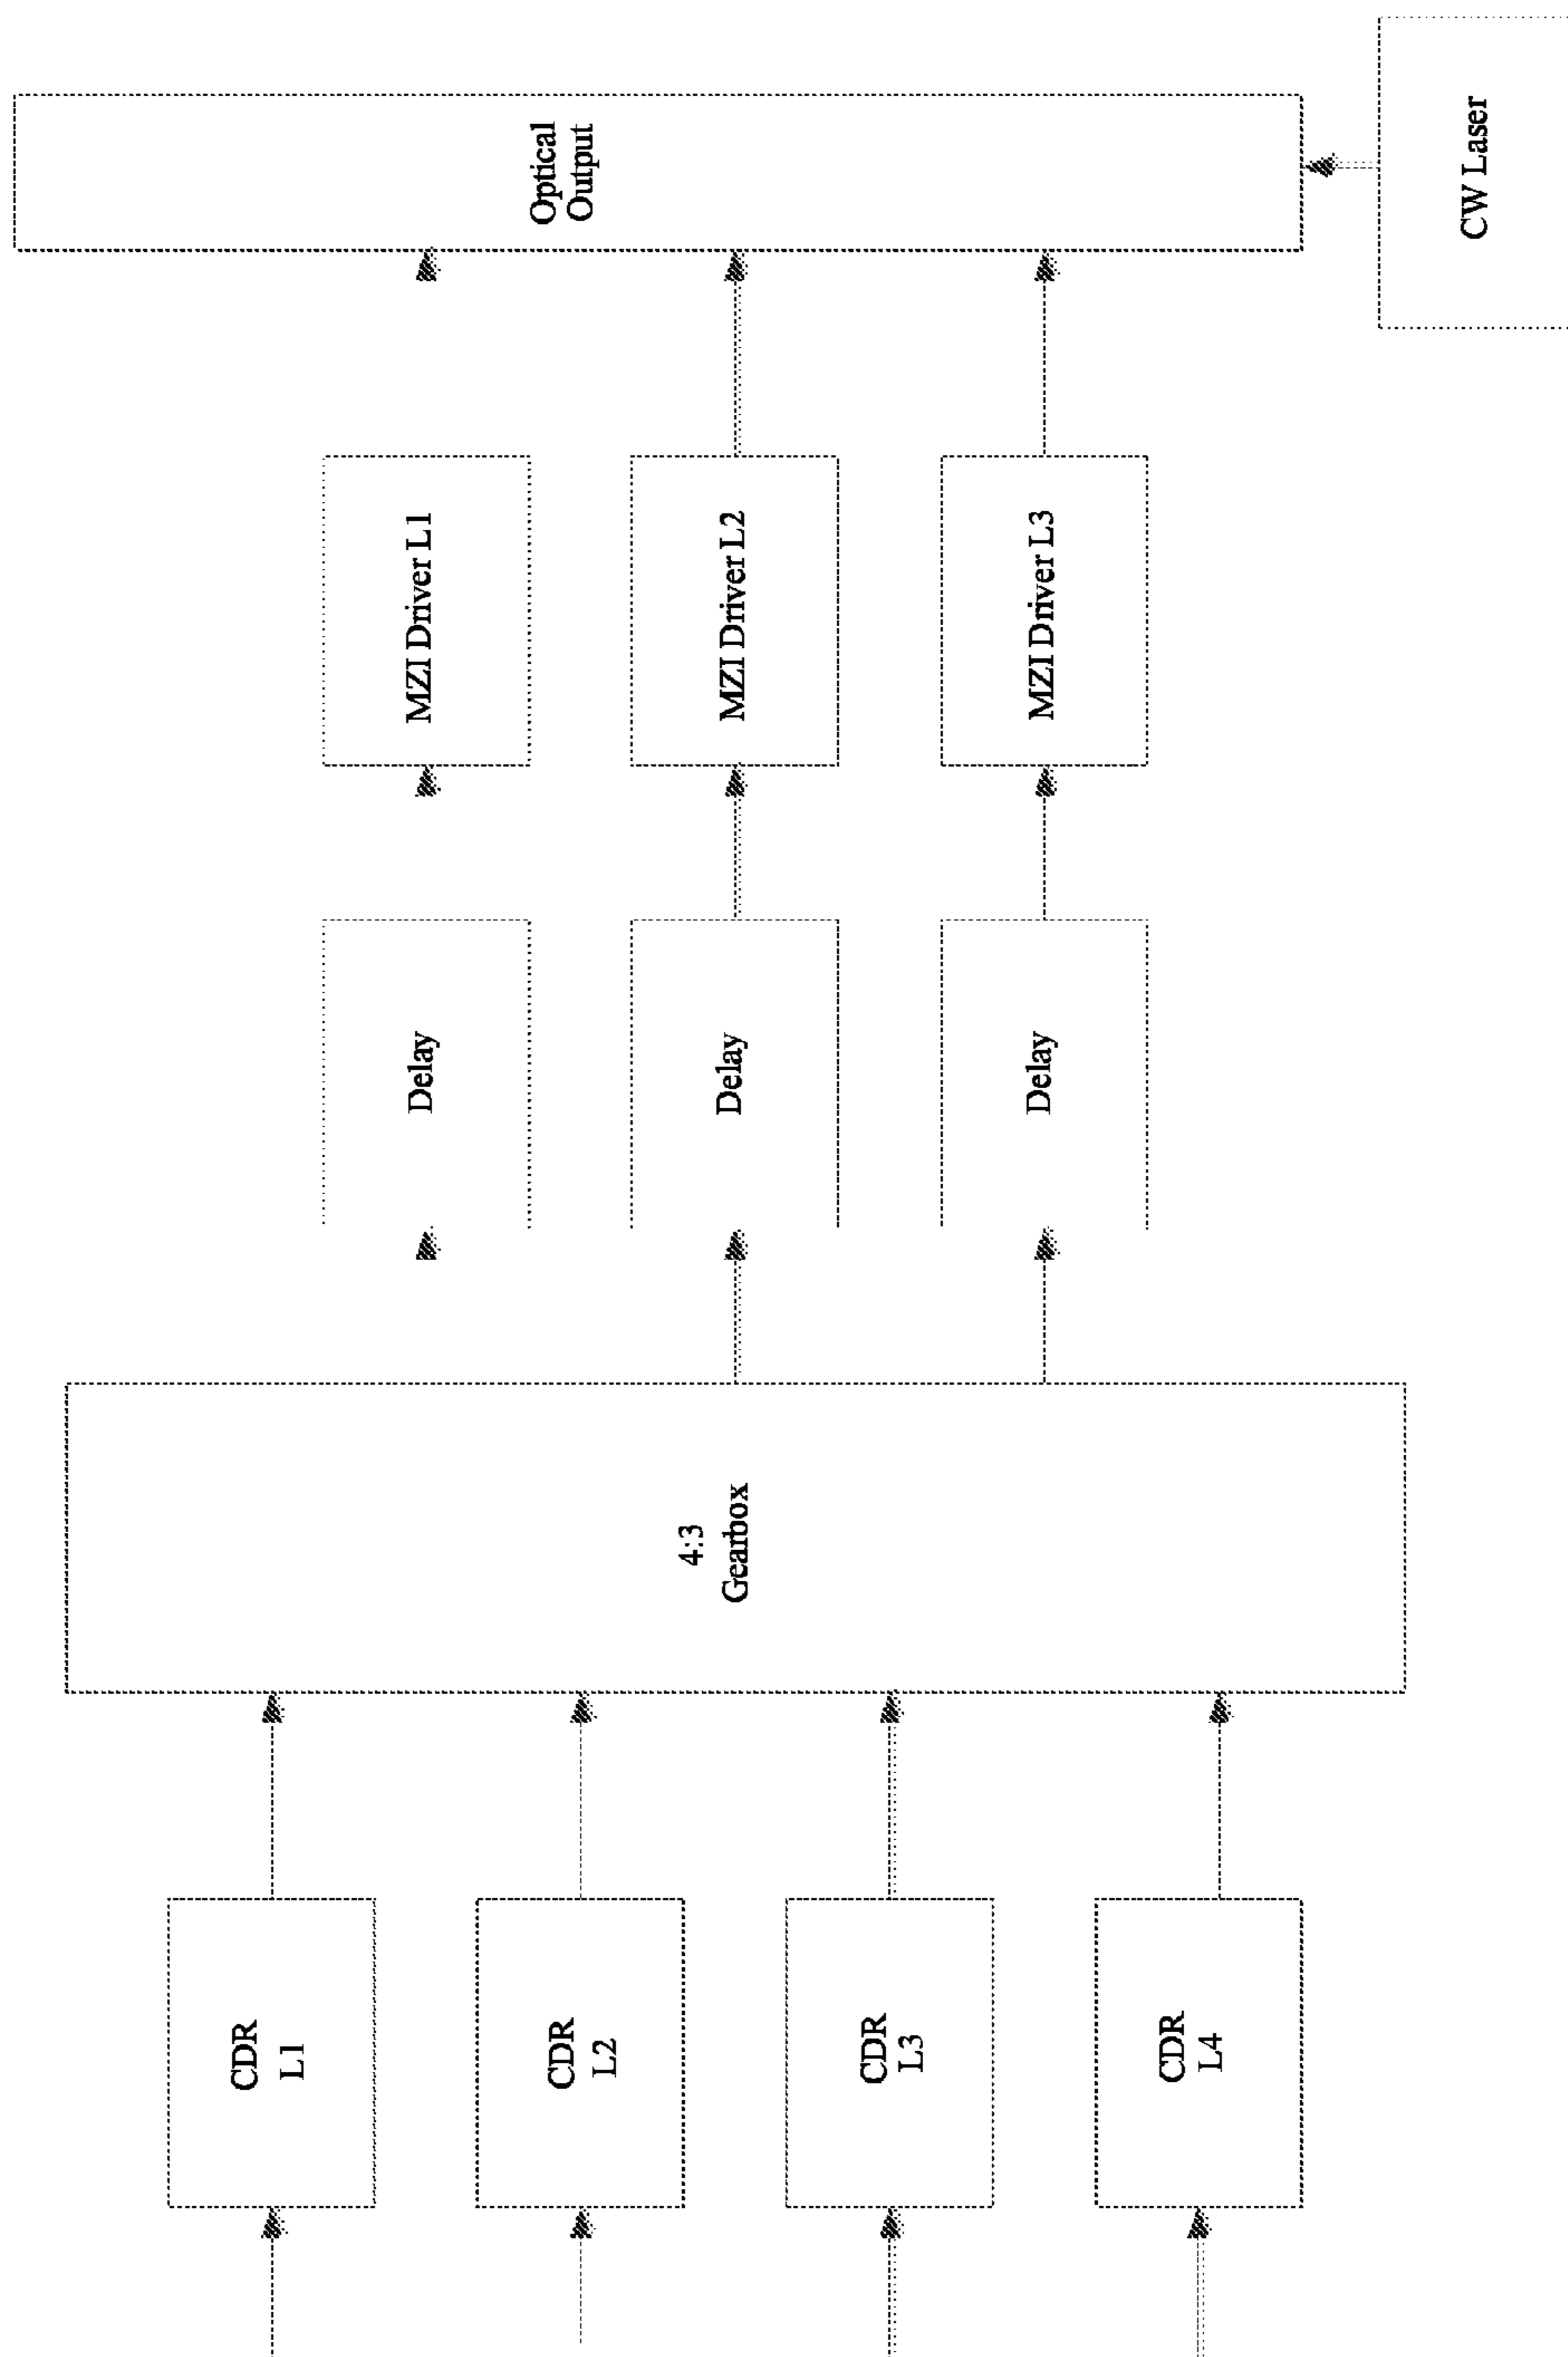 CDR
L1
CDR
L2
CDR
L3
CDR
L4
4:3
Gearbox
Delay
Delay
Delay
MZI Driver L1
MZI Driver L2
MZI Driver L3
Optical
Output
CW Laser